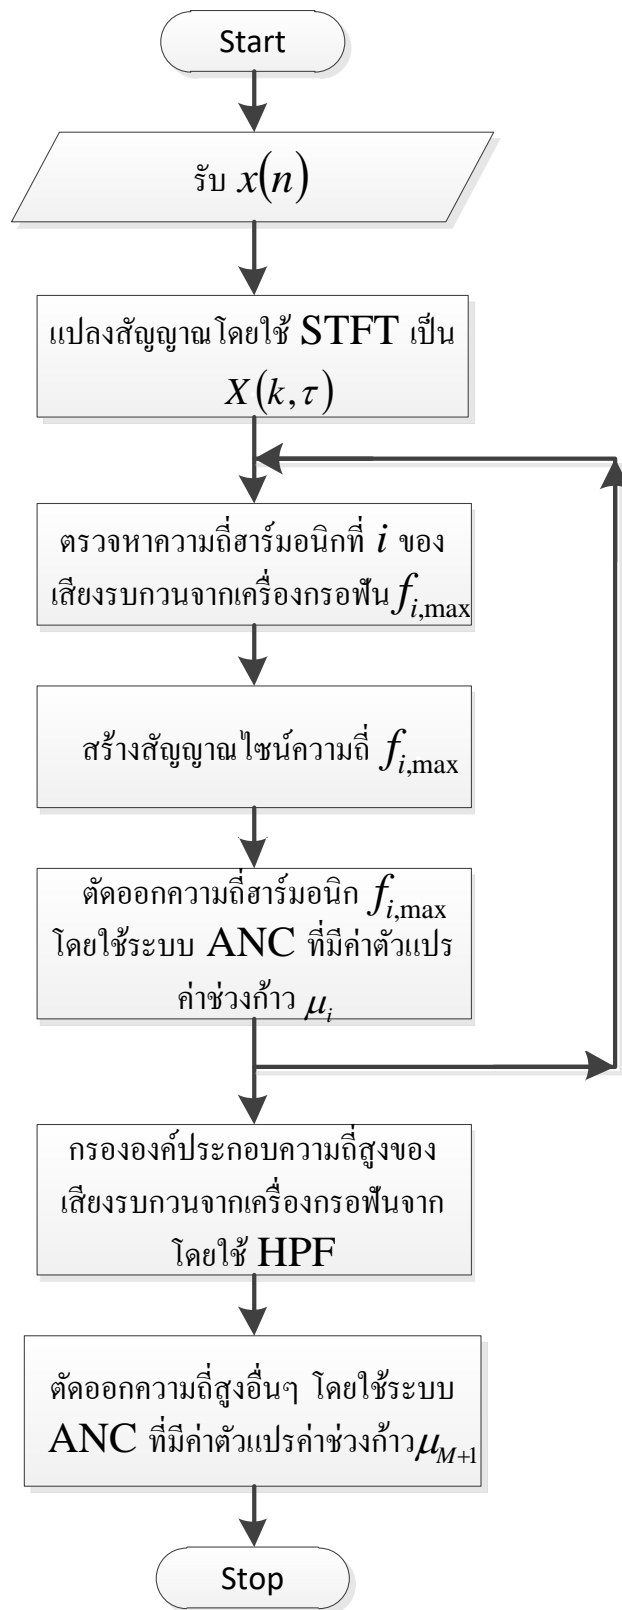 Start
รับ x(n)
แปลงสัญญาณโดยใช้ STFT เป็น
X(k,τ)
ตรวจหาความถี่ฮาร์มอนิกที่ i ของ
เสียงรบกวนจากเครื่องกรอฟัน f_{i,max}
สร้างสัญญาณไซน์ความถี่ f_{i,max}
ตัดออกความถี่ฮาร์มอนิก f_{i,max}
โดยใช้ระบบ ANC ที่มีค่าตัวแปร
ค่าช่วงก้าว μ_i
กรององค์ประกอบความถี่สูงของ
เสียงรบกวนจากเครื่องกรอฟันจาก
โดยใช้ HPF
ตัดออกความถี่สูงอื่นๆ โดยใช้ระบบ
ANC ที่มีค่าตัวแปรค่าช่วงก้าว μ_{M+1}
Stop